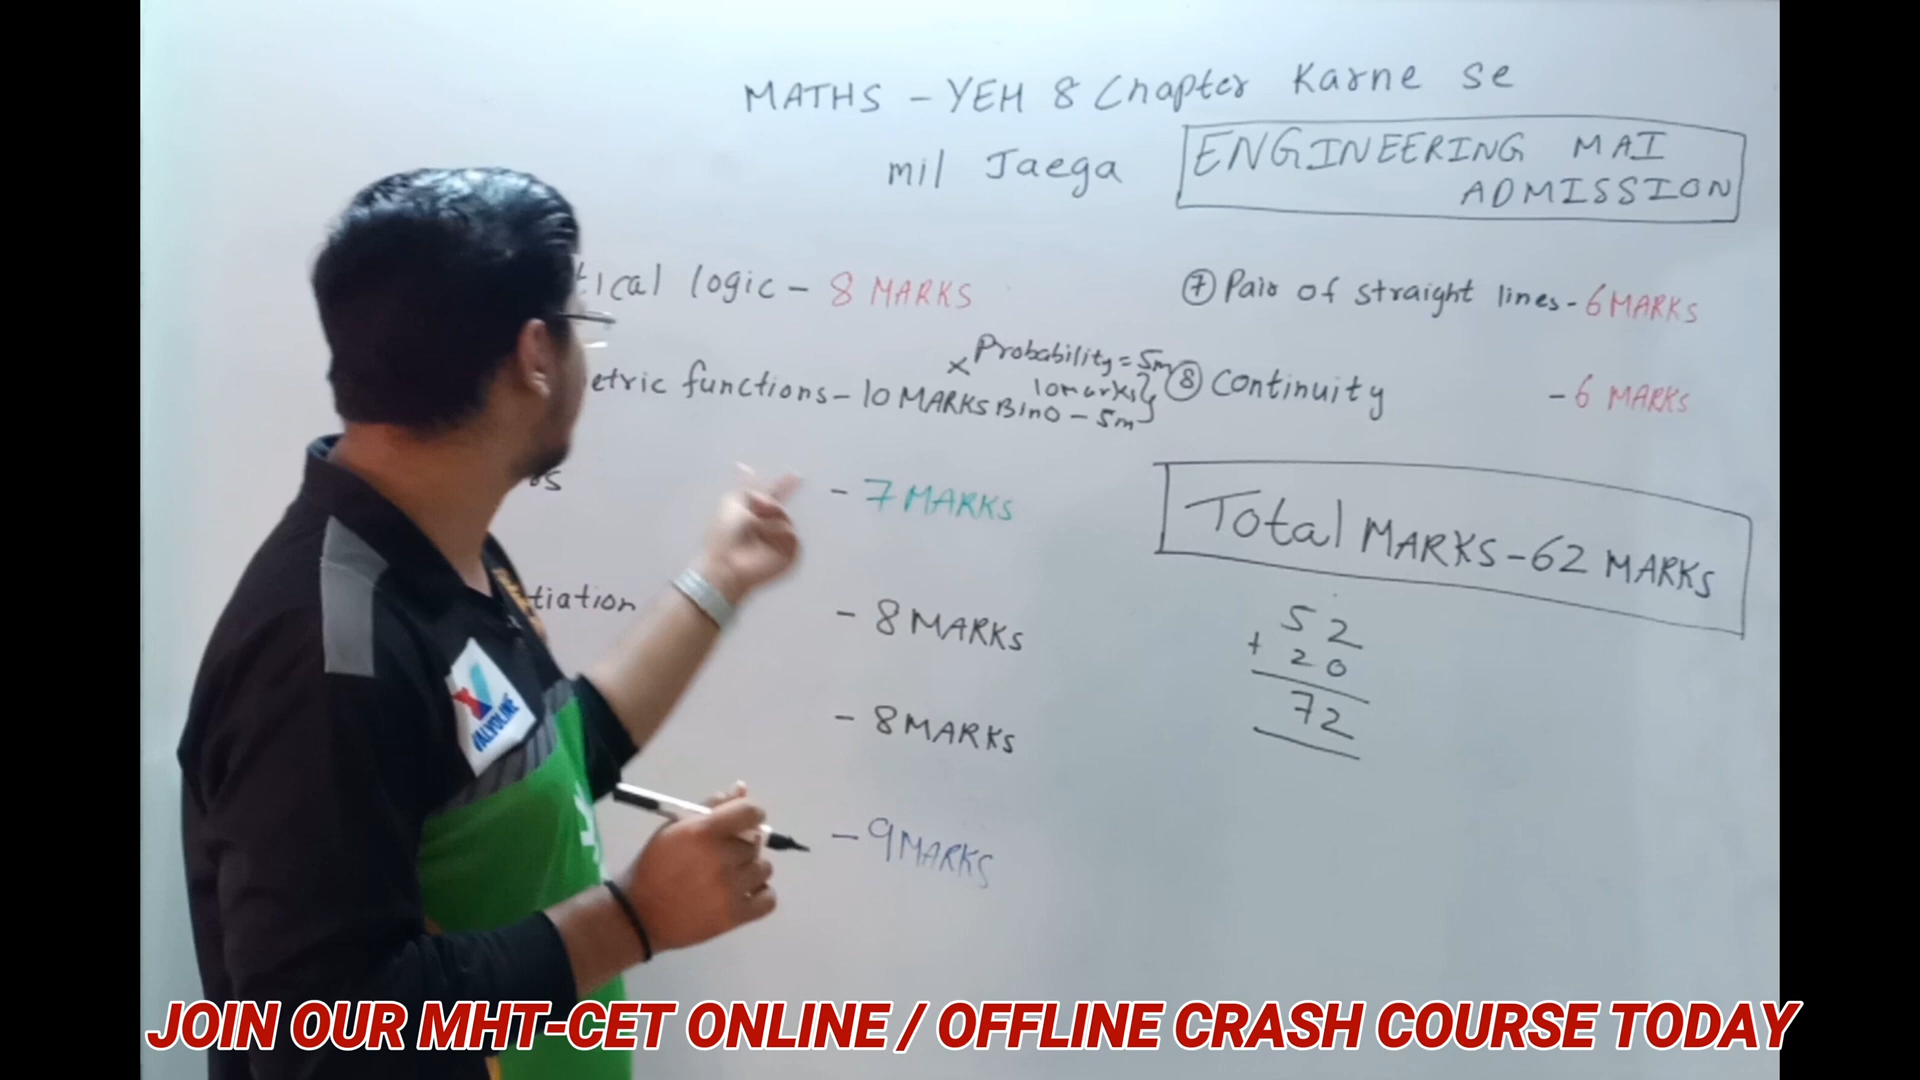 MATHS - YEH 8 Chapter Karne se
mil Jaega ENGINEERING MAI
ADMISSION
tical logic - 8 MARKS
etric functions - 10 MARKS
x Probability = 5m
10marks}
Bino - 5m
os - 7 MARKS
tiation - 8 MARKS
- 8 MARKS
- 9 MARKS
⑦ Pair of straight lines - 6 MARKS
⑧ Continuity - 6 MARKS
Total MARKS - 62 MARKS
52
+ 20
72
VALVOLINE
JOIN OUR MHT-CET ONLINE / OFFLINE CRASH COURSE TODAY